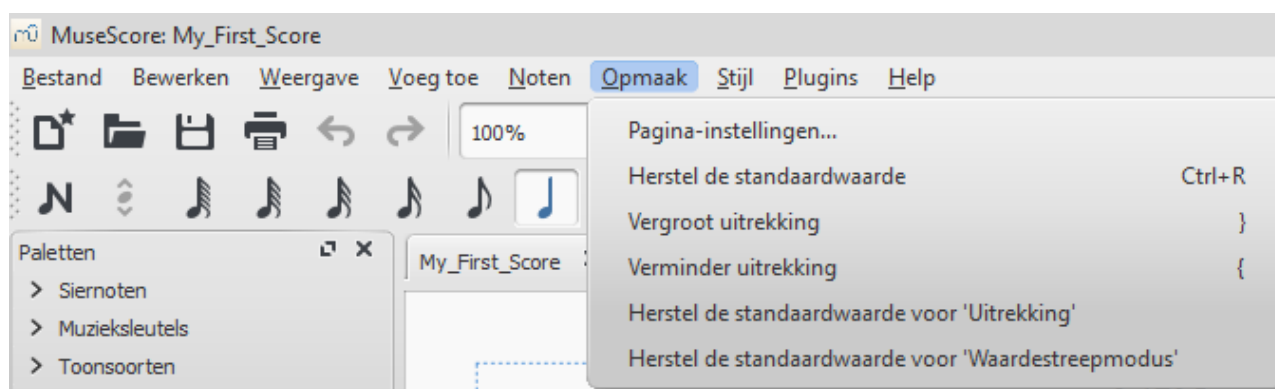 MuseScore: My_First_Score
Bestand Bewerken Weergave Voeg toe Noten Opmaak Stijl Plugins Help
100%
Pagina-instellingen...
Herstel de standaardwaarde Ctrl+R
Vergroot uitrekking }
Verminder uitrekking {
Herstel de standaardwaarde voor 'Uitrekking'
Herstel de standaardwaarde voor 'Waardestreepmodus'
Paletten
Siernoten
Muzieksleutels
Toonsoorten
My_First_Score